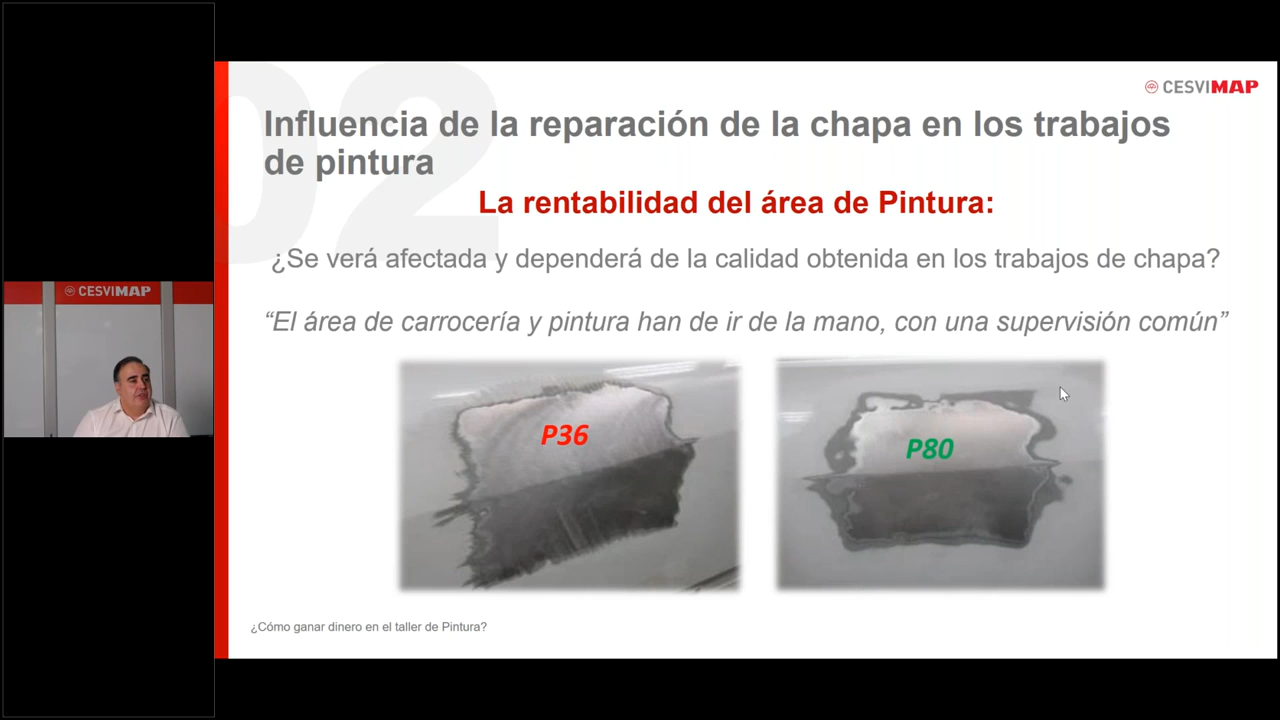 CESVIMAP
02
Influencia de la reparación de la chapa en los trabajos
de pintura
La rentabilidad del área de Pintura:
¿Se verá afectada y dependerá de la calidad obtenida en los trabajos de chapa?
“El área de carrocería y pintura han de ir de la mano, con una supervisión común”
P36
P80
¿Cómo ganar dinero en el taller de Pintura?
CESVIMAP